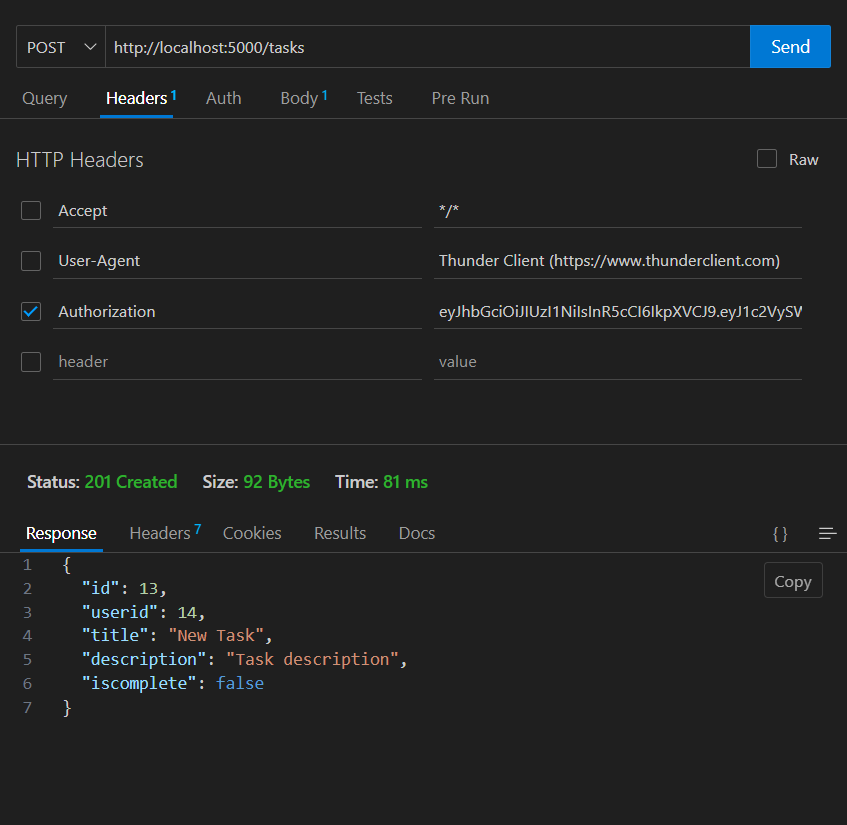 POST http://localhost:5000/tasks Send
Query Headers 1 Auth Body 1 Tests Pre Run
HTTP Headers Raw
Accept */*
User-Agent Thunder Client (https://www.thunderclient.com)
Authorization eyJhbGciOiJIUzI1NiIsInR5cCI6IkpXVCJ9.eyJ1c2VySW
header value
Status: 201 Created Size: 92 Bytes Time: 81 ms
Response Headers 7 Cookies Results Docs { }
1 {
Copy
2 "id": 13,
3 "userid": 14,
4 "title": "New Task",
5 "description": "Task description",
6 "iscomplete": false
7 }